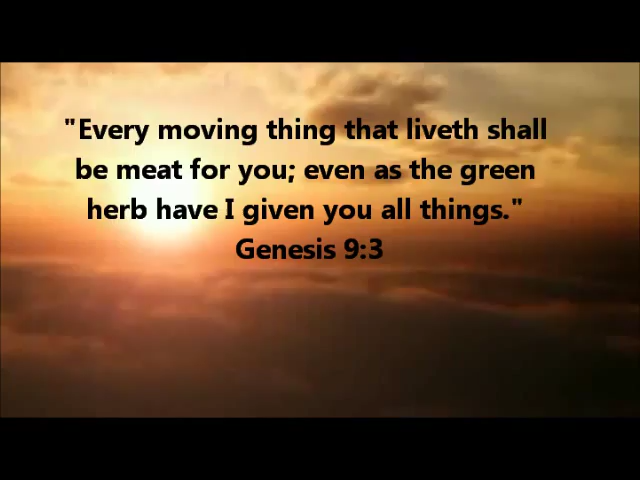 "Every moving thing that liveth shall
be meat for you; even as the green
herb have I given you all things."
Genesis 9:3